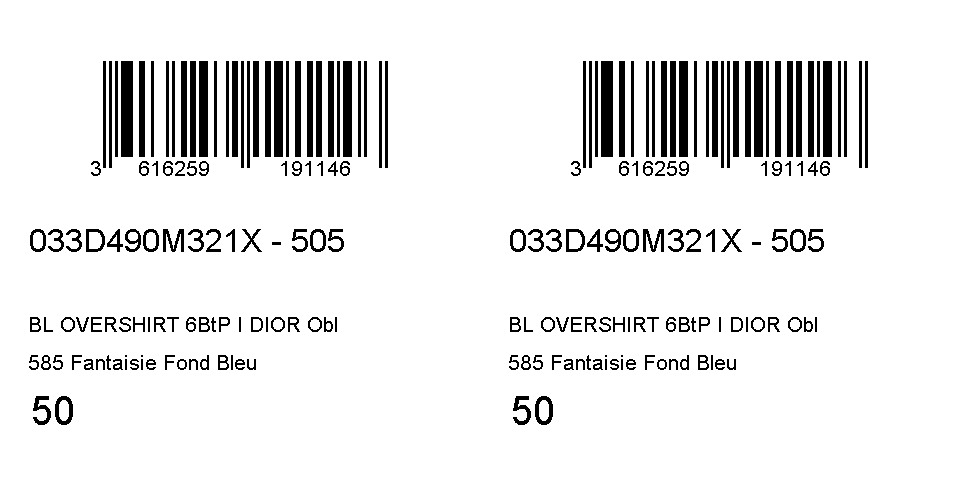 3 616259 191146
033D490M321X - 505
BL OVERSHIRT 6BtP I DIOR Obl
585 Fantaisie Fond Bleu
50
3 616259 191146
033D490M321X - 505
BL OVERSHIRT 6BtP I DIOR Obl
585 Fantaisie Fond Bleu
50